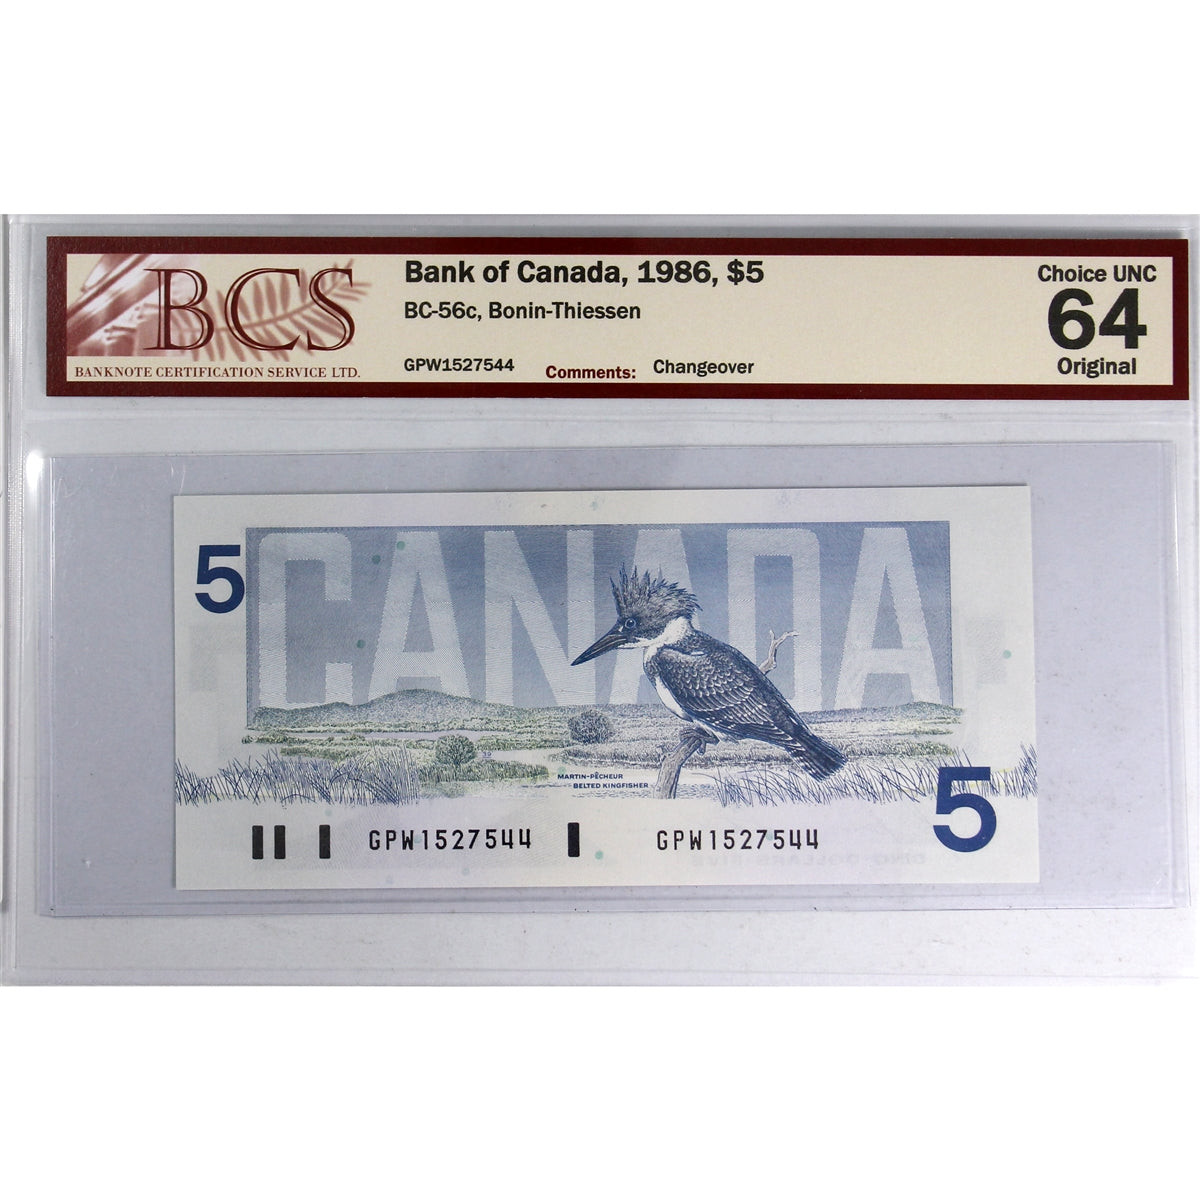 BCS
BANKNOTE CERTIFICATION SERVICE LTD.
Bank of Canada, 1986, $5
BC-56c, Bonin-Thiessen
GPW1527544 Comments: Changeover
Choice UNC
64
Original
5
CANADA
MARTIN-PÊCHEUR
BELTED KINGFISHER
5
GPW1527544 GPW1527544